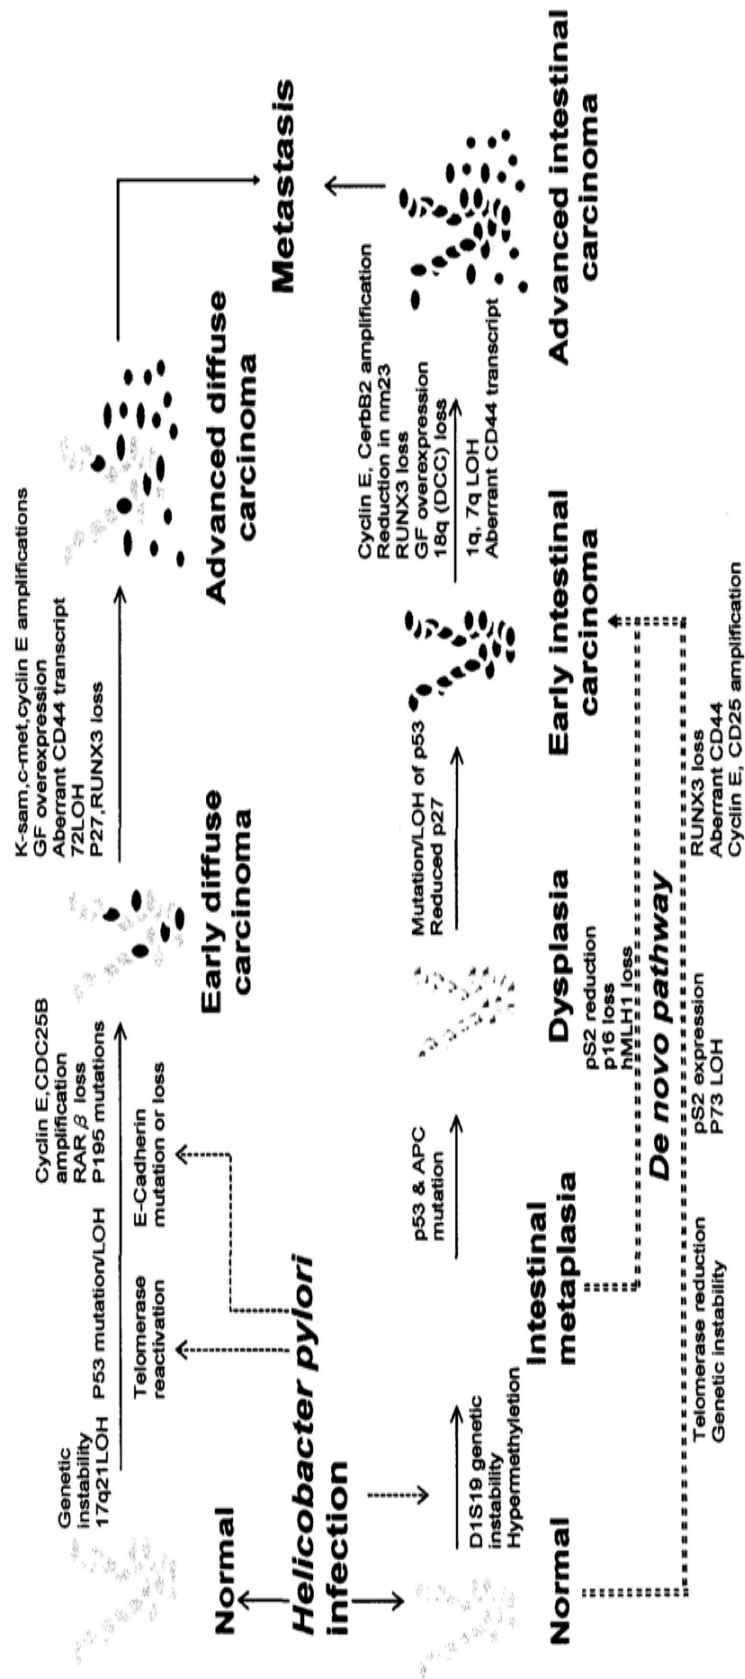 Genetic
instability
17q21LOH
P53 mutation/LOH
Cyclin E,CDC25B
amplification
RAR β loss
P195 mutations
Telomerase
reactivation
E-Cadherin
mutation or loss
K-sam,c-met,cyclin E amplifications
GF overexpression
Aberrant CD44 transcript
72LOH
P27,RUNX3 loss
Normal
Early diffuse
carcinoma
Advanced diffuse
carcinoma
Helicobacter pylori
infection
Metastasis
D1S19 genetic
instability
Hypermethyletion
p53 & APC
mutation
Mutation/LOH of p53
Reduced p27
Cyclin E, CerbB2 amplification
Reduction in nm23
RUNX3 loss
GF overexpression
18q (DCC) loss
1q, 7q LOH
Aberrant CD44 transcript
Normal
Intestinal
metaplasia
Dysplasia
Early intestinal
carcinoma
Advanced intestinal
carcinoma
pS2 reduction
p16 loss
hMLH1 loss
De novo pathway
Telomerase reduction
Genetic instability
pS2 expression
P73 LOH
RUNX3 loss
Aberrant CD44
Cyclin E, CD25 amplification